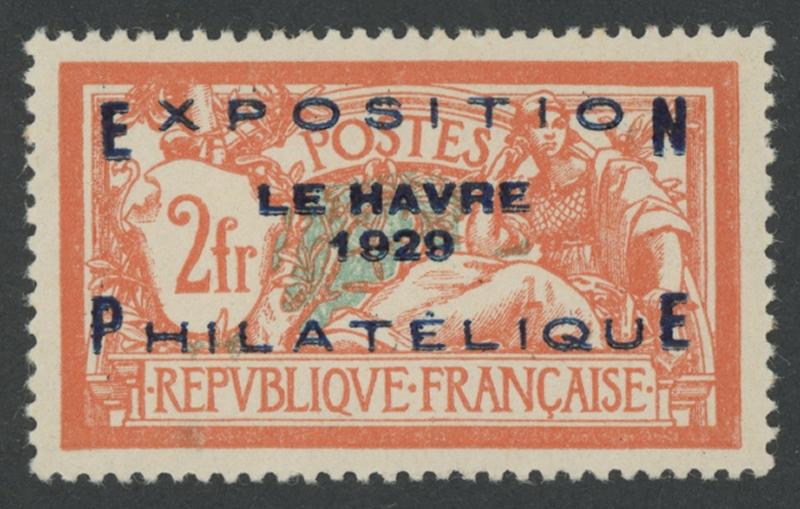 EXPOSITION
POSTES
LE HAVRE
2fr
1929
PHILATÉLIQUE
·REPVBLIQVE·FRANÇAISE·